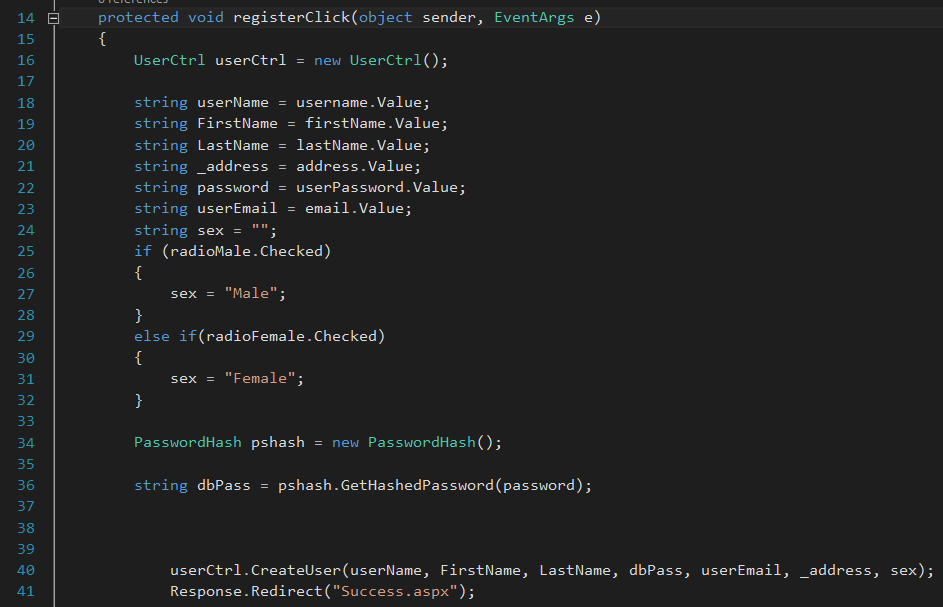 0 references
14 protected void registerClick(object sender, EventArgs e)
15 {
16 UserCtrl userCtrl = new UserCtrl();
17
18 string userName = username.Value;
19 string FirstName = firstName.Value;
20 string LastName = lastName.Value;
21 string _address = address.Value;
22 string password = userPassword.Value;
23 string userEmail = email.Value;
24 string sex = "";
25 if (radioMale.Checked)
26 {
27 sex = "Male";
28 }
29 else if(radioFemale.Checked)
30 {
31 sex = "Female";
32 }
33
34 PasswordHash pshash = new PasswordHash();
35
36 string dbPass = pshash.GetHashedPassword(password);
37
38
39
40 userCtrl.CreateUser(userName, FirstName, LastName, dbPass, userEmail, _address, sex);
41 Response.Redirect("Success.aspx");